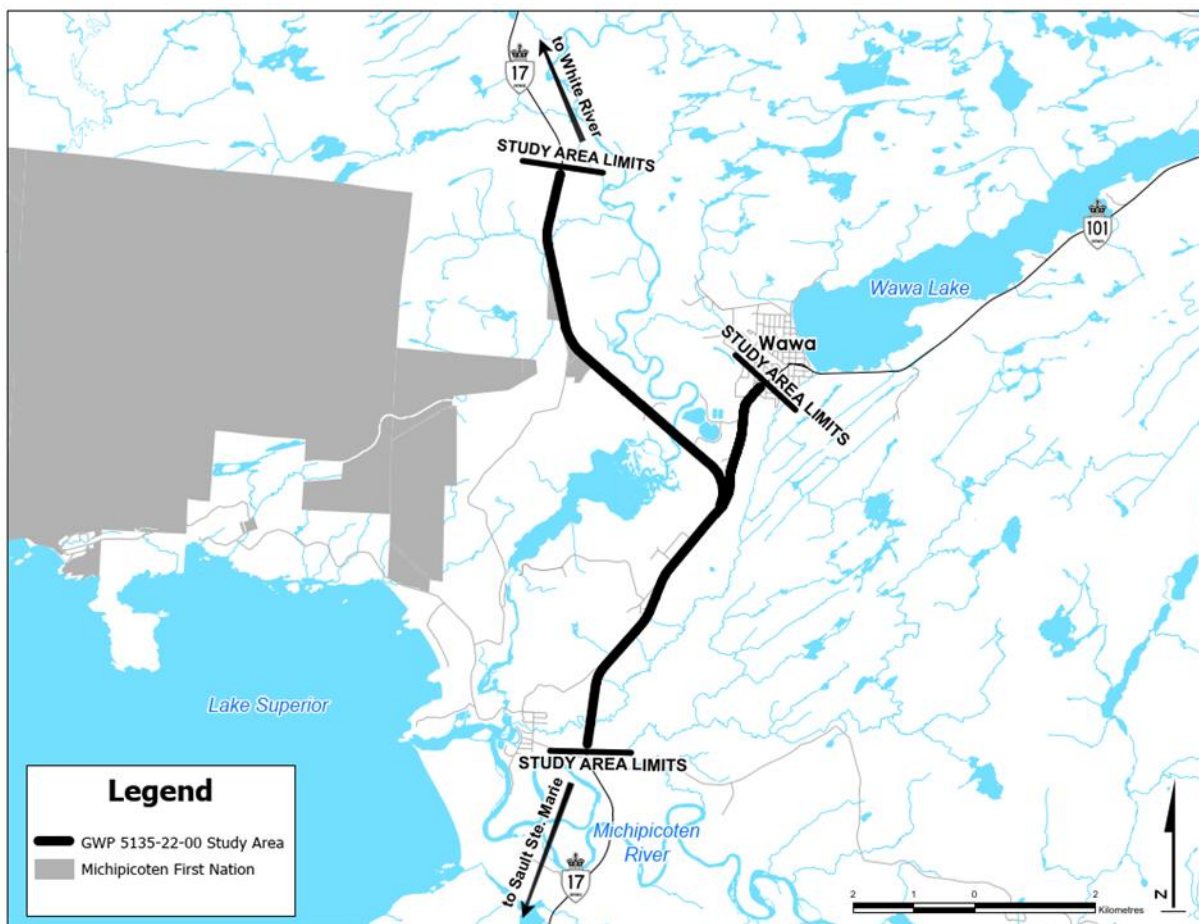 17
to White River
STUDY AREA LIMITS
101
Wawa Lake
Wawa
STUDY AREA LIMITS
Lake Superior
STUDY AREA LIMITS
to Sault Ste. Marie
Michipicoten
River
17
Legend
GWP 5135-22-00 Study Area
Michipicoten First Nation
2 1 0 2
Kilometres
N